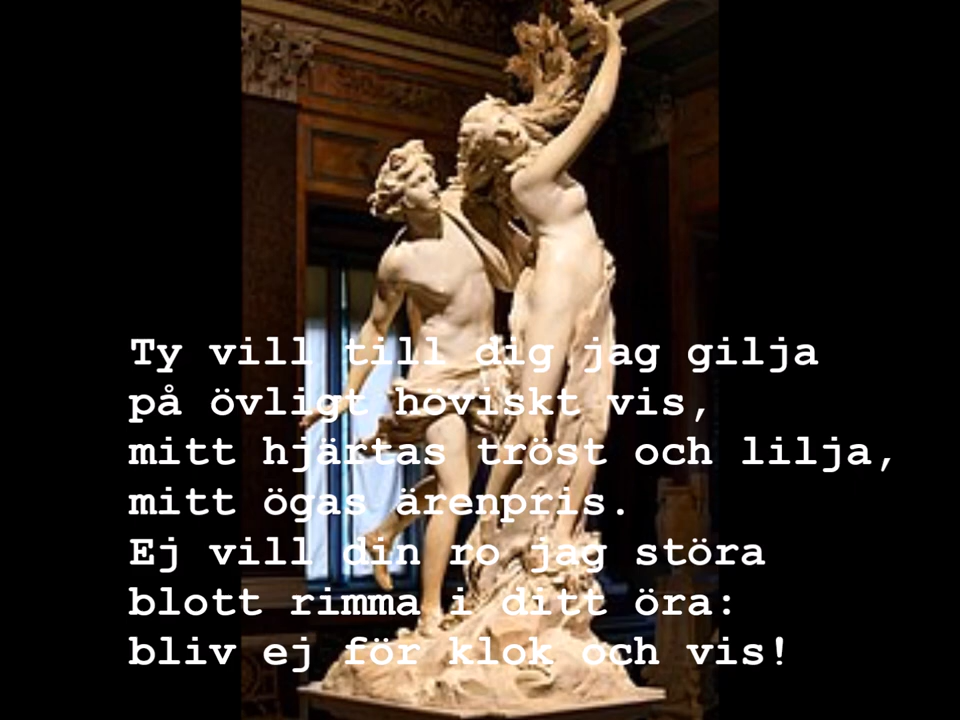 Ty vill till dig jag gilja
på övligt höviskt vis,
mitt hjärtas tröst och lilja,
mitt ögas ärenpris.
Ej vill din ro jag störa
blott rimma i ditt öra:
bliv ej för klok och vis!